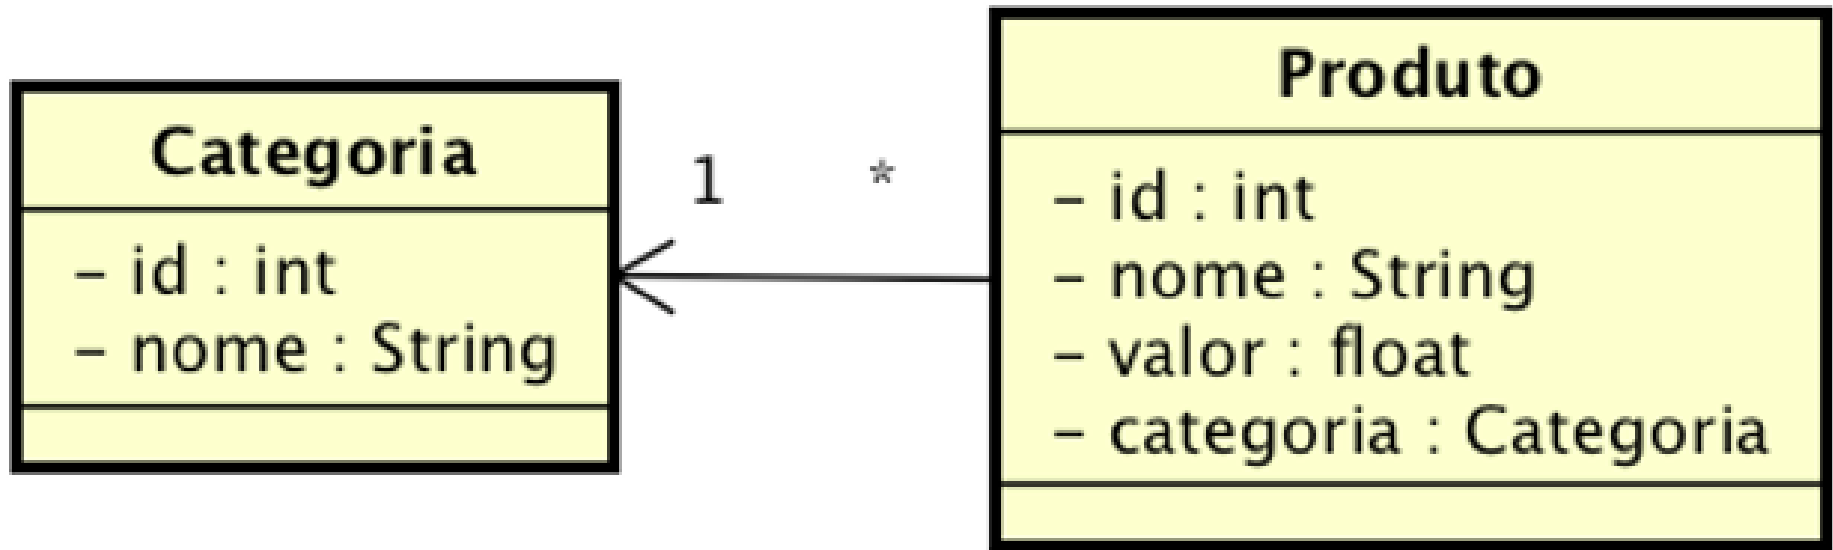 Categoria
– id : int
– nome : String
1
*
Produto
– id : int
– nome : String
– valor : float
– categoria : Categoria